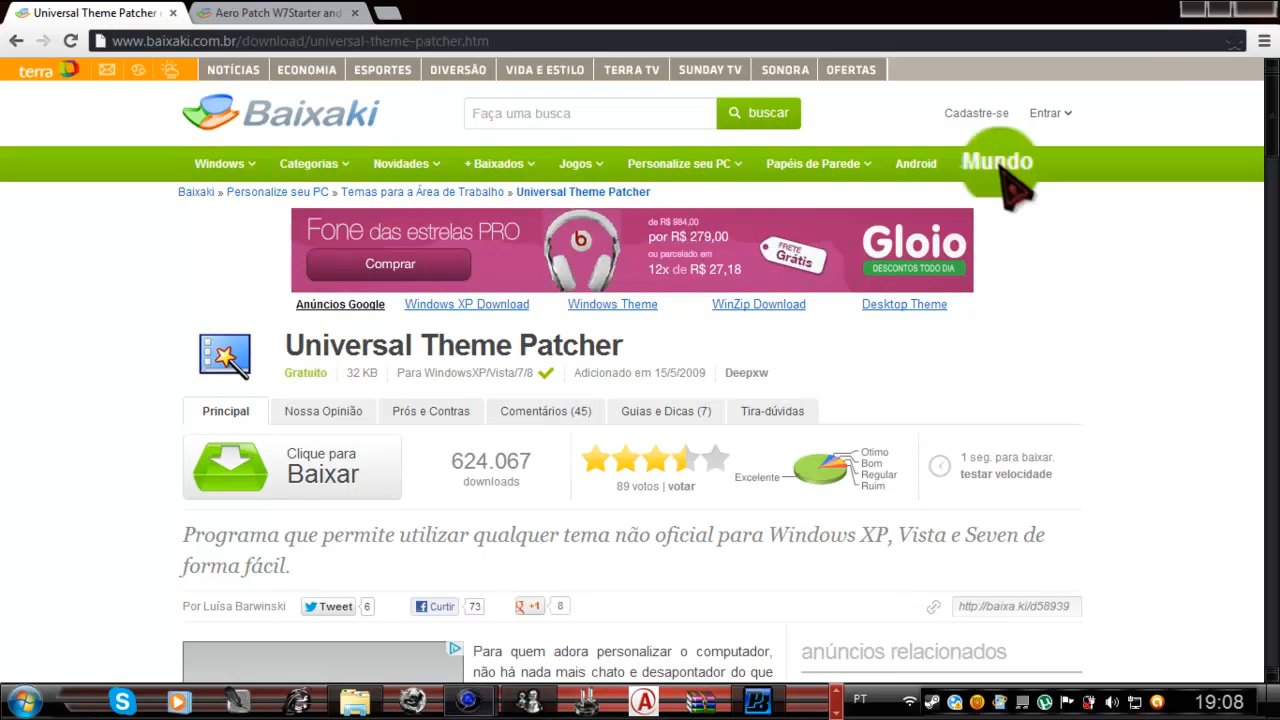 Universal Theme Patcher
Aero Patch W7Starter and
www.baixaki.com.br/download/universal-theme-patcher.htm
terra NOTÍCIAS ECONOMIA ESPORTES DIVERSÃO VIDA E ESTILO TERRA TV SUNDAY TV SONORA OFERTAS
Baixaki Faça uma busca buscar Cadastre-se Entrar
Windows Categorias Novidades + Baixados Jogos Personalize seu PC Papéis de Parede Android Mundo
Baixaki » Personalize seu PC » Temas para a Área de Trabalho » Universal Theme Patcher
Fone das estrelas PRO
Comprar
b
de R$ 984,00
por R$ 279,00
ou parcelado em
12x de R$ 27,18
FRETE
Grátis
Gloio
DESCONTOS TODO DIA
Anúncios Google Windows XP Download Windows Theme WinZip Download Desktop Theme
Universal Theme Patcher
Gratuito 32 KB Para WindowsXP/Vista/7/8 Adicionado em 15/5/2009 Deepxw
Principal Nossa Opinião Prós e Contras Comentários (45) Guias e Dicas (7) Tira-dúvidas
Clique para
Baixar
624.067
downloads
89 votos | votar
Excelente
Otimo
Bom
Regular
Ruim
1 seg. para baixar.
testar velocidade
Programa que permite utilizar qualquer tema não oficial para Windows XP, Vista e Seven de
forma fácil.
Por Luísa Barwinski Tweet 6 Curtir 73 +1 8 http://baixa.ki/d58939
Para quem adora personalizar o computador,
não há nada mais chato e desapontador do que
anúncios relacionados
PT 19:08